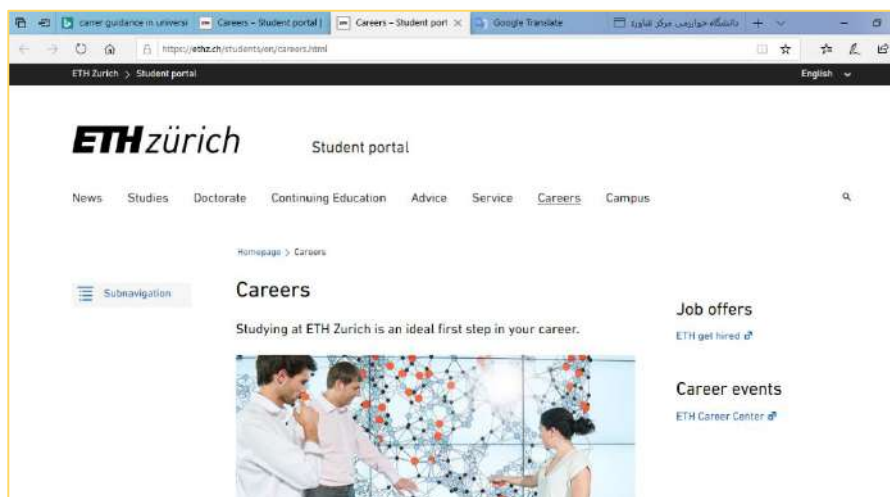 carrer guidance in universi
Careers – Student portal |
Careers – Student port
Google Translate
دانشگاه خوارزمی مرکز مشاوره
https://ethz.ch/students/en/careers.html
ETH Zurich > Student portal
English
ETH zürich
Student portal
News Studies Doctorate Continuing Education Advice Service Careers Campus
Homepage > Careers
Subnavigation
Careers
Studying at ETH Zurich is an ideal first step in your career.
Job offers
ETH get hired
Career events
ETH Career Center